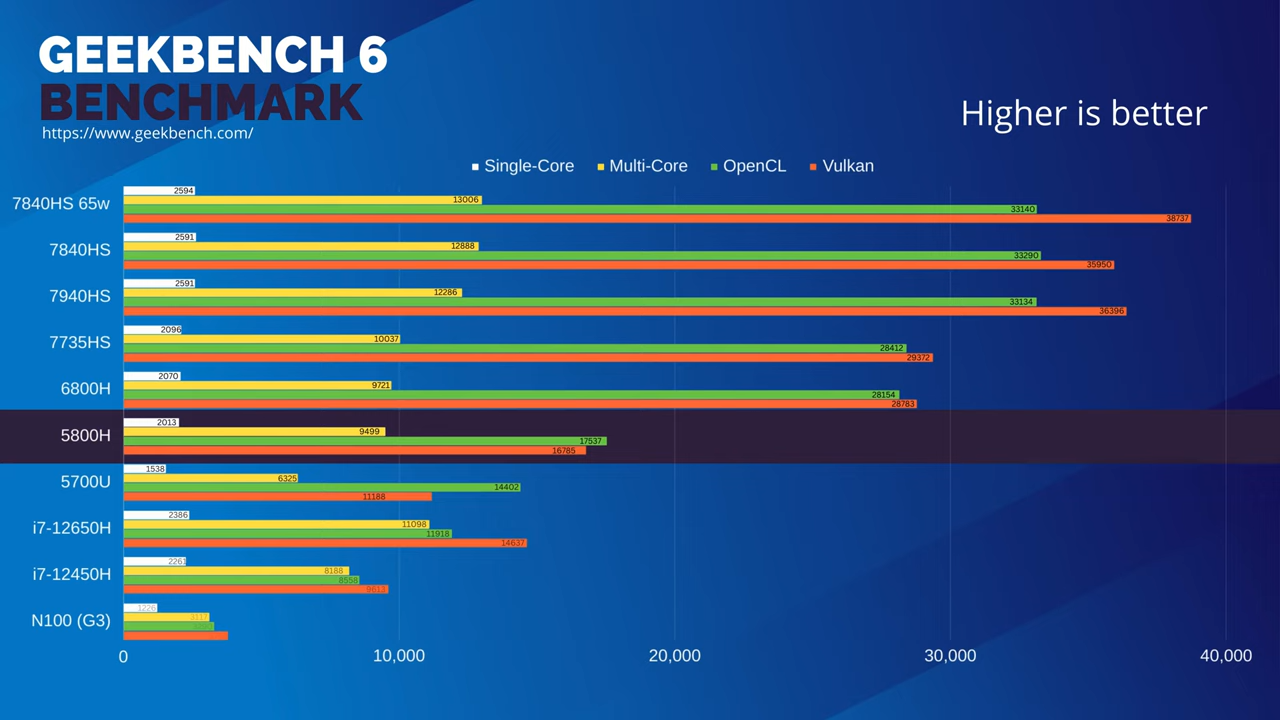 GEEKBENCH 6
BENCHMARK
https://www.geekbench.com/
Higher is better
Single-Core Multi-Core OpenCL Vulkan
7840HS 65w
2594
13006
33140
38737
7840HS
2591
12888
33290
35950
7940HS
2591
12286
33134
36396
7735HS
2096
10037
28412
29372
6800H
2070
9721
28154
28783
5800H
2013
9499
17537
16785
5700U
1538
6325
14402
11188
i7-12650H
2386
11098
11918
14637
i7-12450H
2261
8188
8558
9613
N100 (G3)
0 10,000 20,000 30,000 40,000